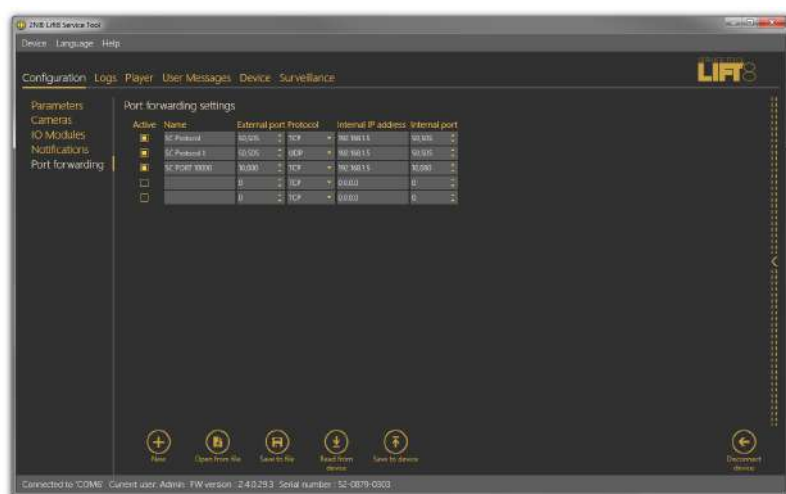 2N® Lift8 Service Tool
Device Language Help
Configuration Logs Player User Messages Device Surveillance
LIFT8
Parameters
Cameras
IO Modules
Notifications
Port forwarding
Port forwarding settings
Active Name External port Protocol Internal IP address Internal port
SC Protocol 50,505 TCP 192.168.1.5 50,505
SC Protocol 1 50,505 UDP 192.168.1.5 50,505
SC PORT 10000 10,000 TCP 192.168.1.5 10,000
0 TCP 0.0.0.0 0
0 TCP 0.0.0.0 0
New Open from file Save to file Read from device Save to device Disconnect device
Connected to 'COM6' Current user: Admin FW version : 2.4.0.29.3 Serial number : 52-0879-0303